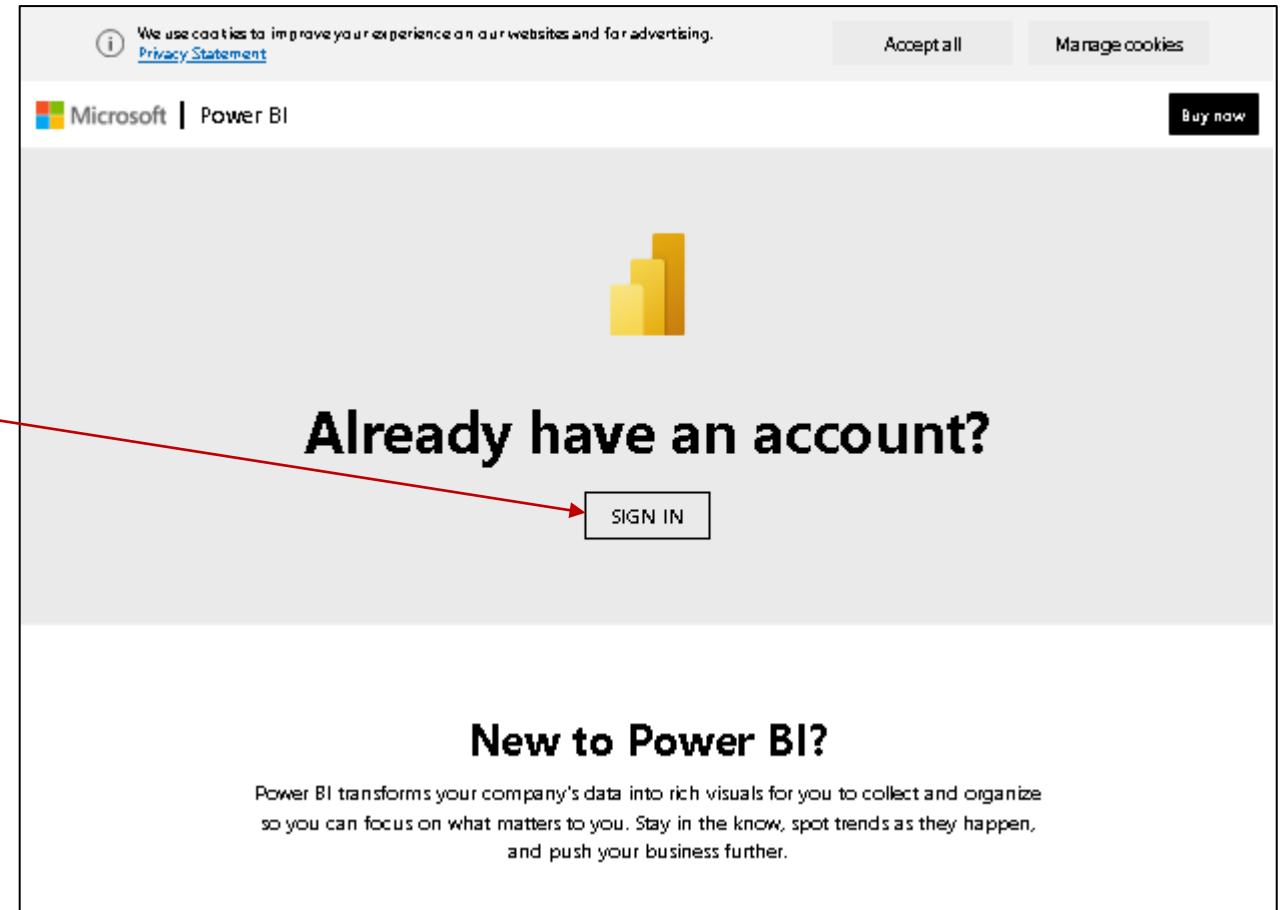 We use cookies to improve your experience on our websites and for advertising.
Privacy Statement
Accept all
Manage cookies
Microsoft | Power BI
Buy now
Already have an account?
SIGN IN
New to Power BI?
Power BI transforms your company's data into rich visuals for you to collect and organize
so you can focus on what matters to you. Stay in the know, spot trends as they happen,
and push your business further.